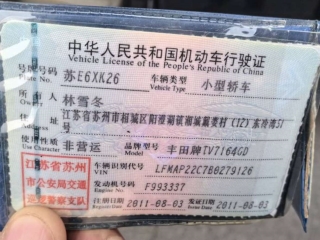 中华人民共和国机动车行驶证
Vehicle License of the People's Republic of China
号牌号码 苏E6XK26 车辆类型 小型轿车
Plate No. Vehicle Type
所有人 林雪冬
住址 江苏省苏州市相城区阳澄湖镇湘城戴娄村(12)东浜湾51号
使用性质 非营运 品牌型号 丰田牌TV7164GD
Use Character Model
江苏省苏州市公安局交通巡逻警察支队
车辆识别代号 LFMAP22C7B0279126
VIN
发动机号码 F993337
Engine No.
注册日期 2011-08-03 发证日期 2011-08-03
Register Date Issue Date